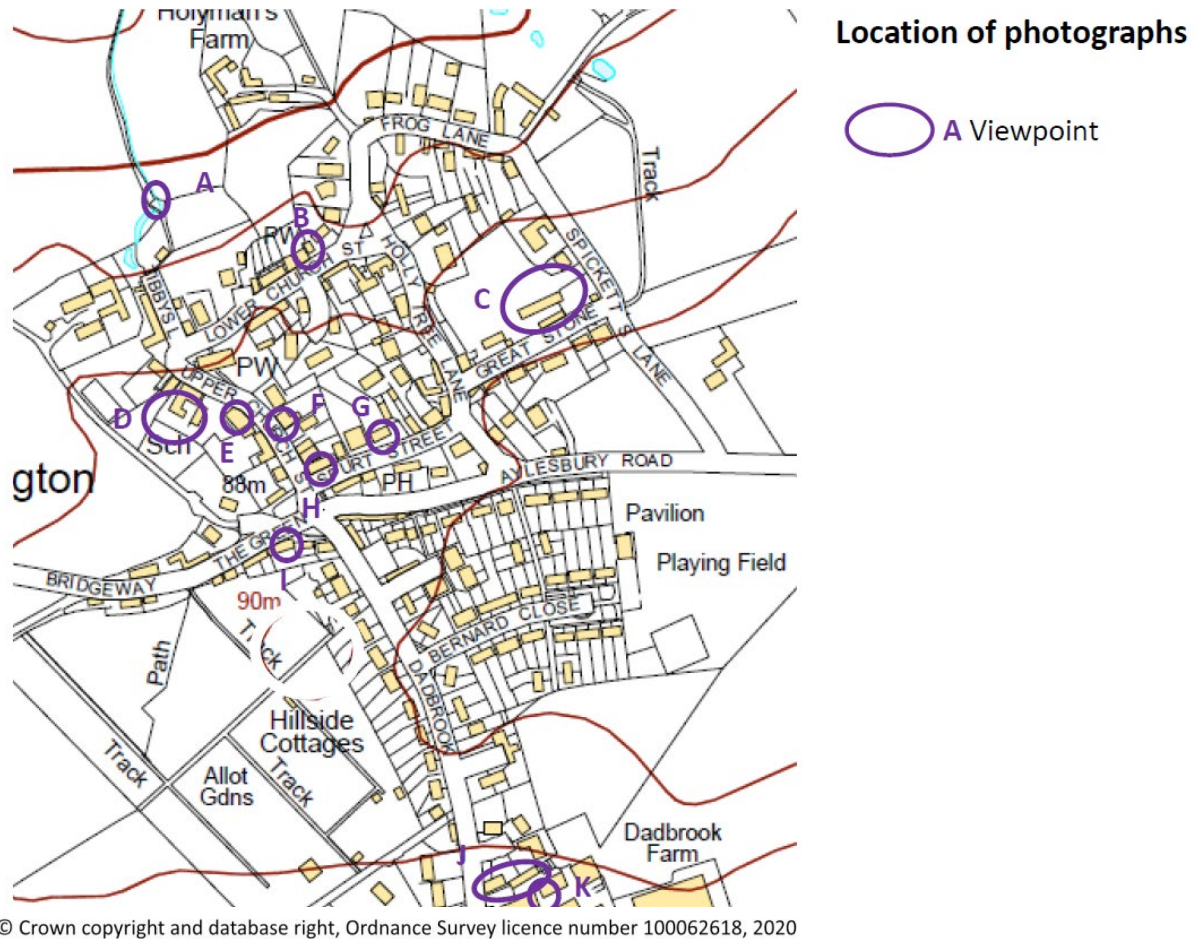 Location of photographs
A Viewpoint
Holyman's
Farm
FROG LANE
Track
A
B
PW
LOWER CHURCH ST
HOLLY TREE LANE
SPICKETT'S LANE
C
GREAT STONE
PW
UPPER CHURCH ST
D
Sch
E
F
G
gton
88m
COURT STREET
PH
H
AYLESBURY ROAD
THE GREEN
I
BRIDGEWAY
90m
Pavilion
Playing Field
BERNARD CLOSE
Path
DADBROOK
Hillside
Cottages
Track
Allot
Gdns
Track
Dadbrook
Farm
J
K
© Crown copyright and database right, Ordnance Survey licence number 100062618, 2020